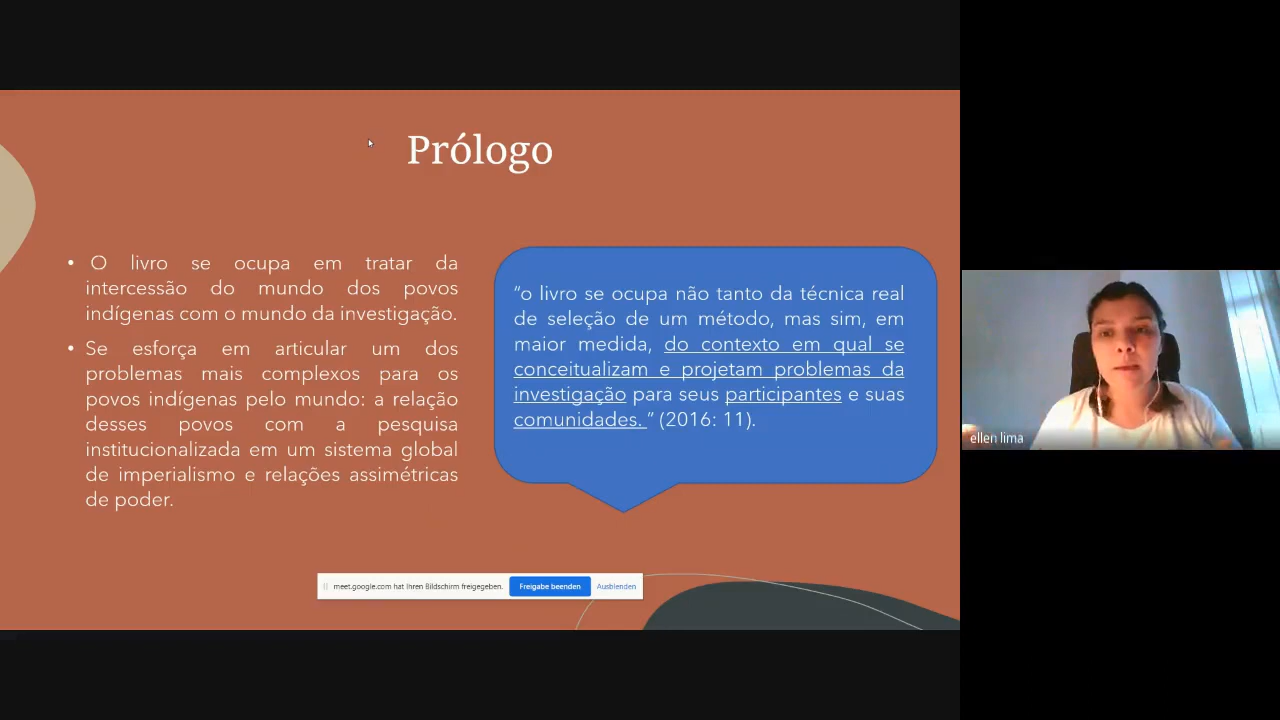 Prólogo
• O livro se ocupa em tratar da
intercessão do mundo dos povos
indígenas com o mundo da investigação.
• Se esforça em articular um dos
problemas mais complexos para os
povos indígenas pelo mundo: a relação
desses povos com a pesquisa
institucionalizada em um sistema global
de imperialismo e relações assimétricas
de poder.
“o livro se ocupa não tanto da técnica real
de seleção de um método, mas sim, em
maior medida, do contexto em qual se
conceitualizam e projetam problemas da
investigação para seus participantes e suas
comunidades. “ (2016: 11).
meet.google.com hat Ihren Bildschirm freigegeben. Freigabe beenden Ausblenden
ellen lima